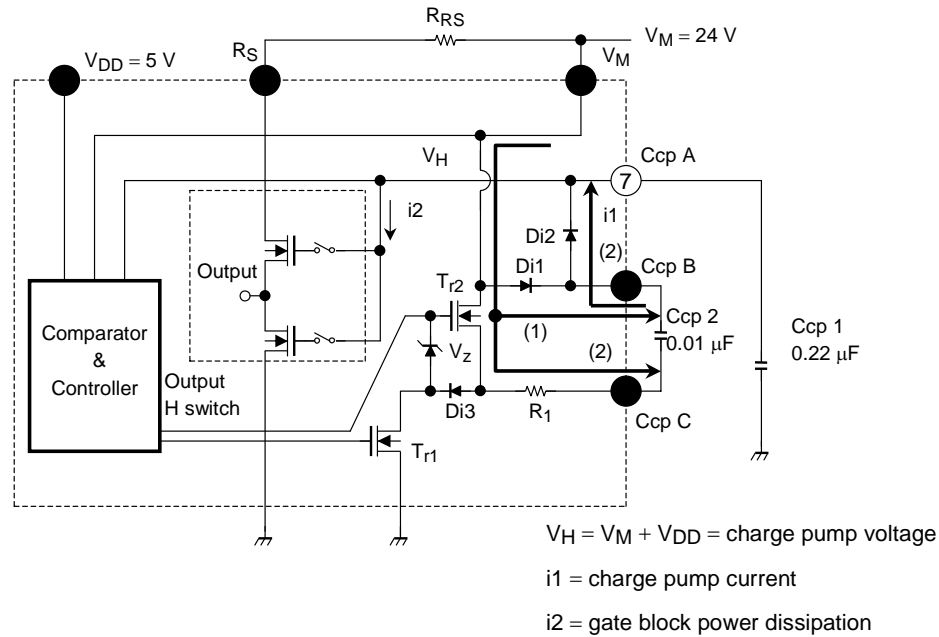 R_RS
V_M = 24 V
R_S
V_DD = 5 V
V_M
V_H
Ccp A
7
i2
i1
Di2
(2)
Output
Di1
Ccp B
T_r2
Ccp 2
0.01 μF
(1)
Comparator
&
Controller
V_z
(2)
Ccp 1
0.22 μF
Output
H switch
Di3
R_1
Ccp C
T_r1
V_H = V_M + V_DD = charge pump voltage
i1 = charge pump current
i2 = gate block power dissipation